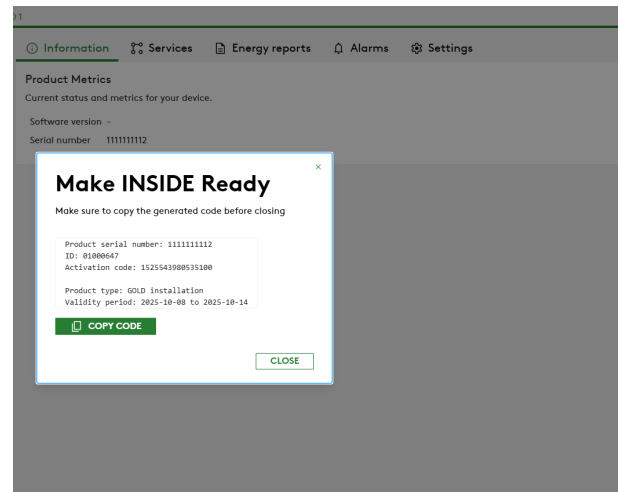 01
Information Services Energy reports Alarms Settings
Product Metrics
Current status and metrics for your device.
Software version -
Serial number 1111111112
×
Make INSIDE Ready
Make sure to copy the generated code before closing
Product serial number: 1111111112
ID: 01000647
Activation code: 1525543980535100
Product type: GOLD installation
Validity period: 2025-10-08 to 2025-10-14
COPY CODE
CLOSE